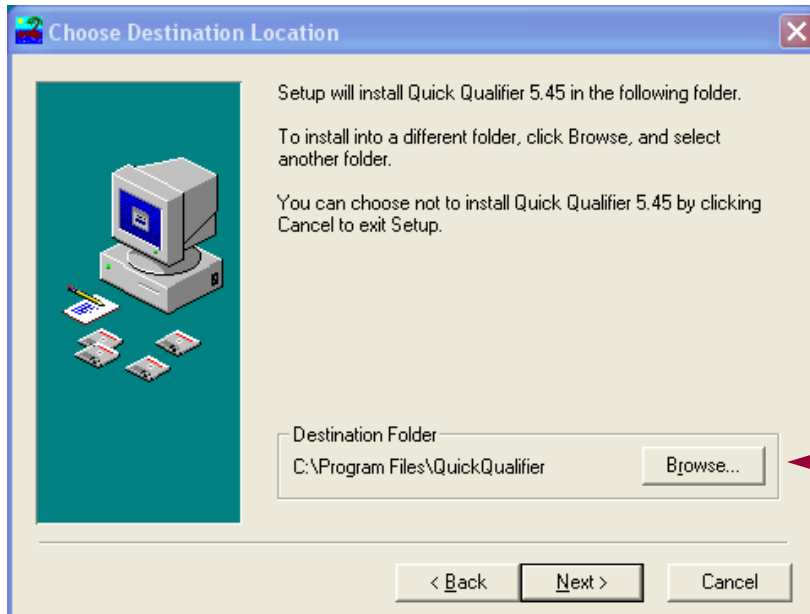 Choose Destination Location
Setup will install Quick Qualifier 5.45 in the following folder.
To install into a different folder, click Browse, and select
another folder.
You can choose not to install Quick Qualifier 5.45 by clicking
Cancel to exit Setup.
Destination Folder
C:\Program Files\QuickQualifier
Browse...
< Back
Next >
Cancel